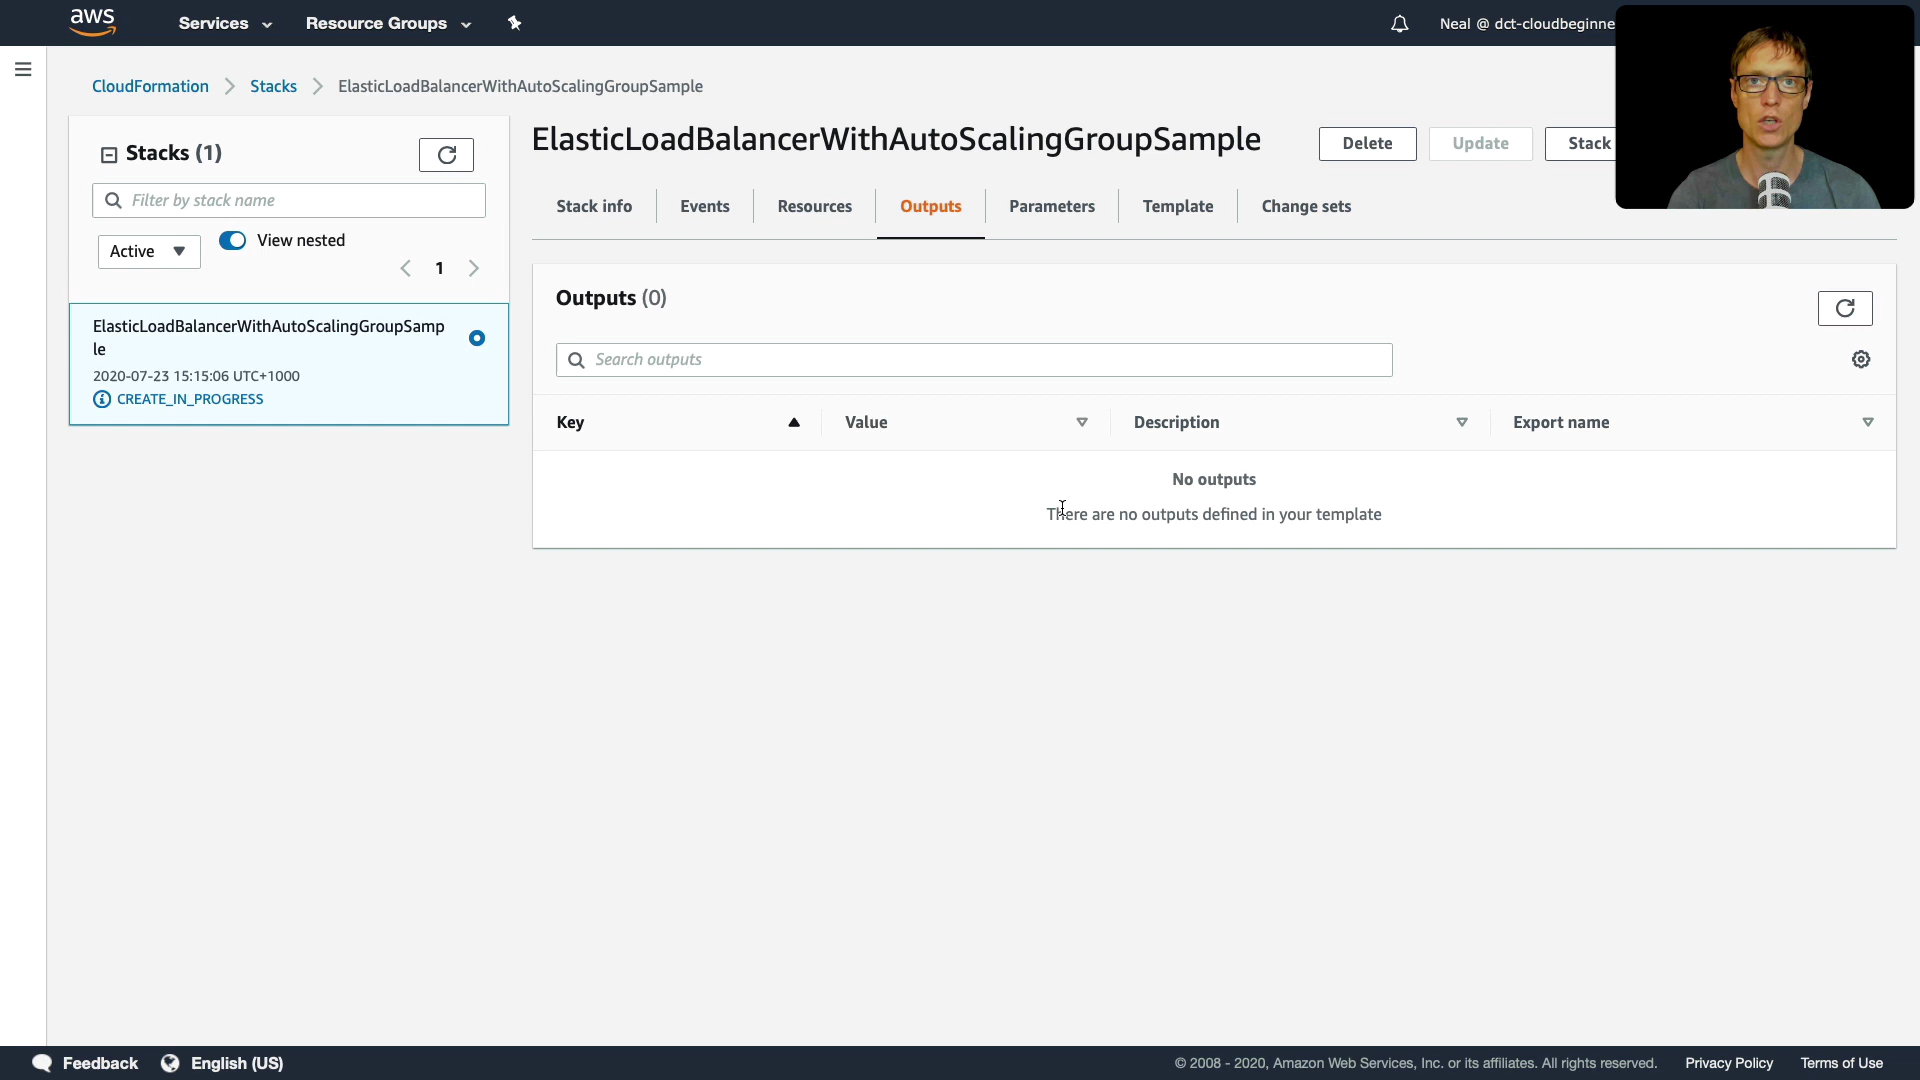 aws
Services
Resource Groups
Neal @ dct-cloudbeginne
CloudFormation
Stacks
ElasticLoadBalancerWithAutoScalingGroupSample
Stacks (1)
Filter by stack name
Active
View nested
1
ElasticLoadBalancerWithAutoScalingGroupSamp
le
2020-07-23 15:15:06 UTC+1000
CREATE_IN_PROGRESS
ElasticLoadBalancerWithAutoScalingGroupSample
Delete
Update
Stack
Stack info
Events
Resources
Outputs
Parameters
Template
Change sets
Outputs (0)
Search outputs
Key
Value
Description
Export name
No outputs
There are no outputs defined in your template
Feedback
English (US)
© 2008 - 2020, Amazon Web Services, Inc. or its affiliates. All rights reserved.
Privacy Policy
Terms of Use